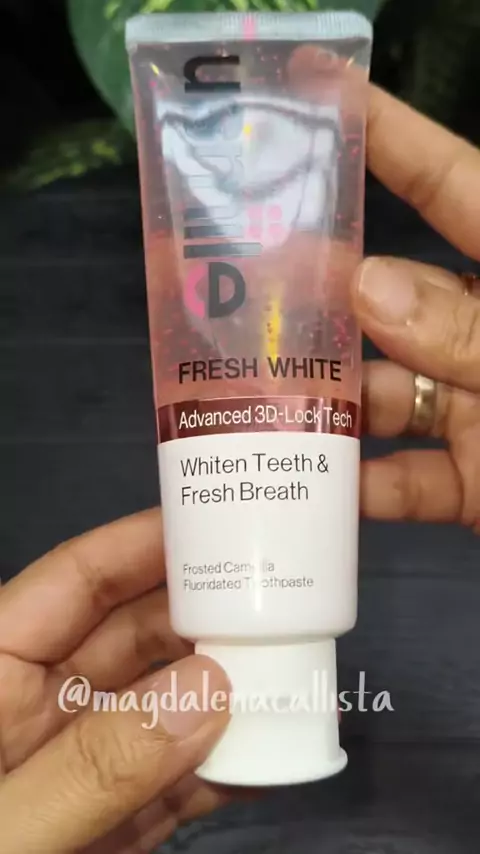 FRESH WHITE
Advanced 3D-Lock Tech
Whiten Teeth &
Fresh Breath
Frosted Camellia
Fluoridated Toothpaste
@magdalenacallista